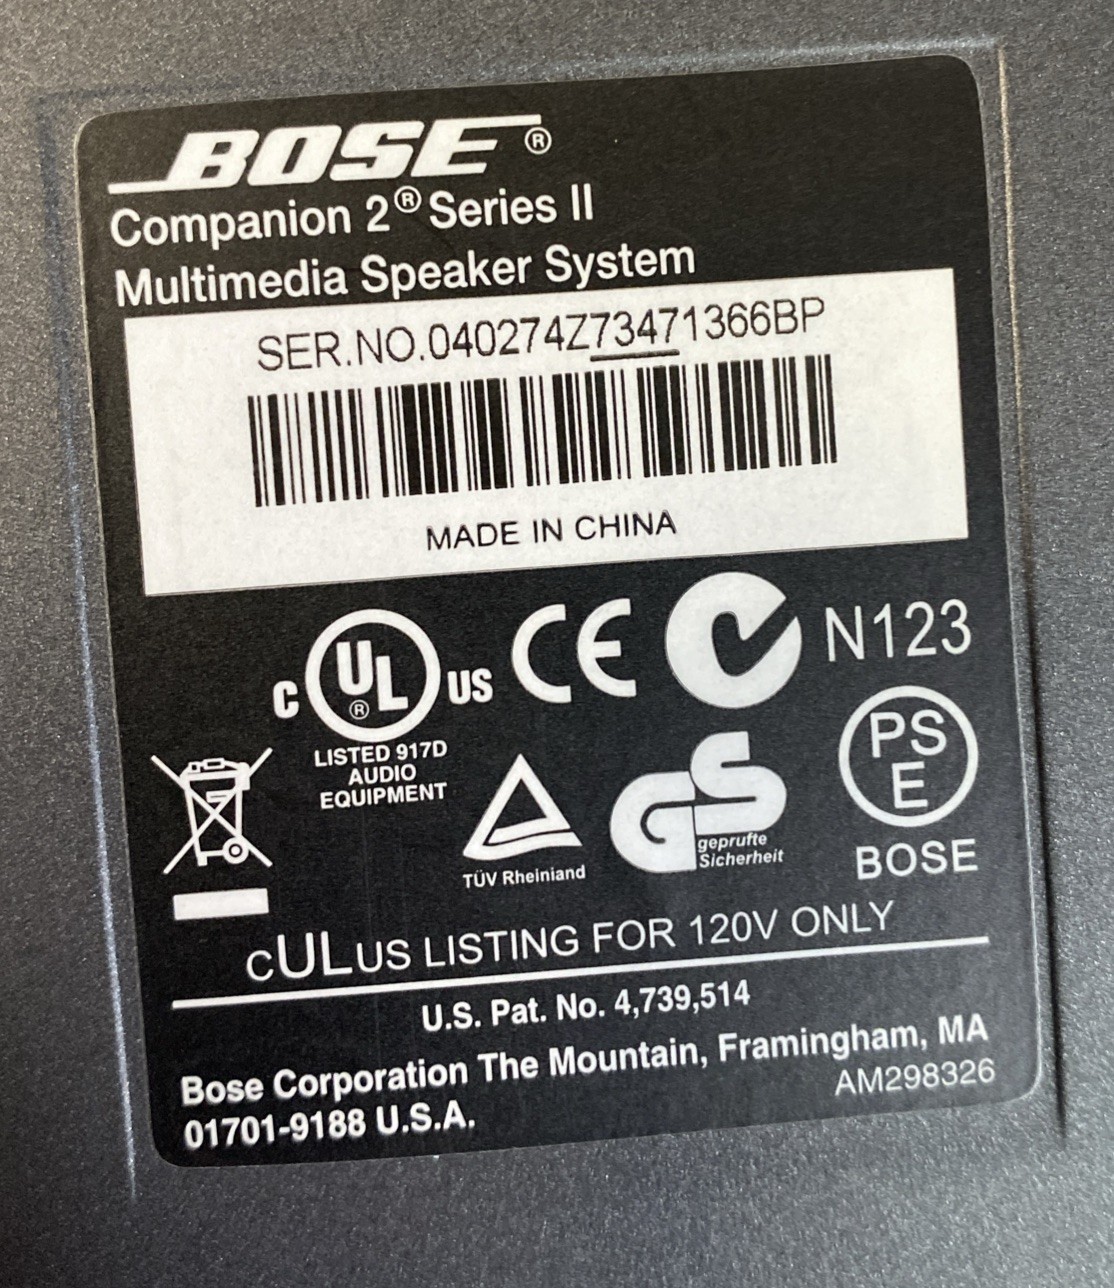 BOSE®
Companion 2® Series II
Multimedia Speaker System
SER.NO.040274Z73471366BP
MADE IN CHINA
C UL® US
LISTED 917D
AUDIO
EQUIPMENT
CE
N123
TÜV Rheinland
GS
geprufte
Sicherheit
PS
E
BOSE
cULus LISTING FOR 120V ONLY
U.S. Pat. No. 4,739,514
Bose Corporation The Mountain, Framingham, MA
01701-9188 U.S.A.
AM298326